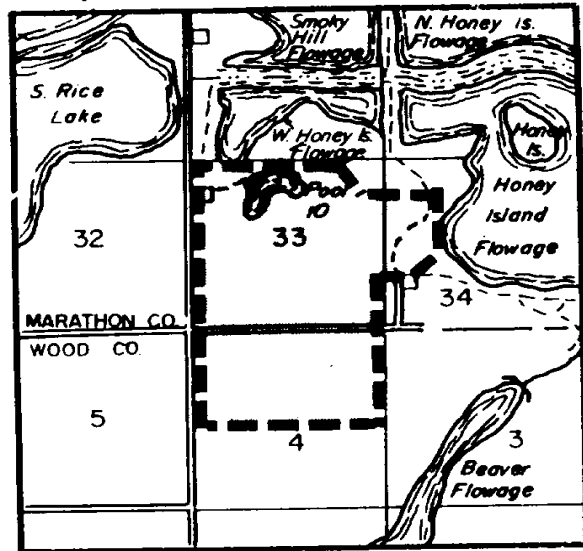 Smoky
Hill
Flowage
N. Honey Is.
Flowage
S. Rice
Lake
W. Honey Is.
Flowage
Honey
Is.
Honey
Island
Flowage
Pool
10
32
33
34
MARATHON CO.
WOOD CO.
5
4
3
Beaver
Flowage